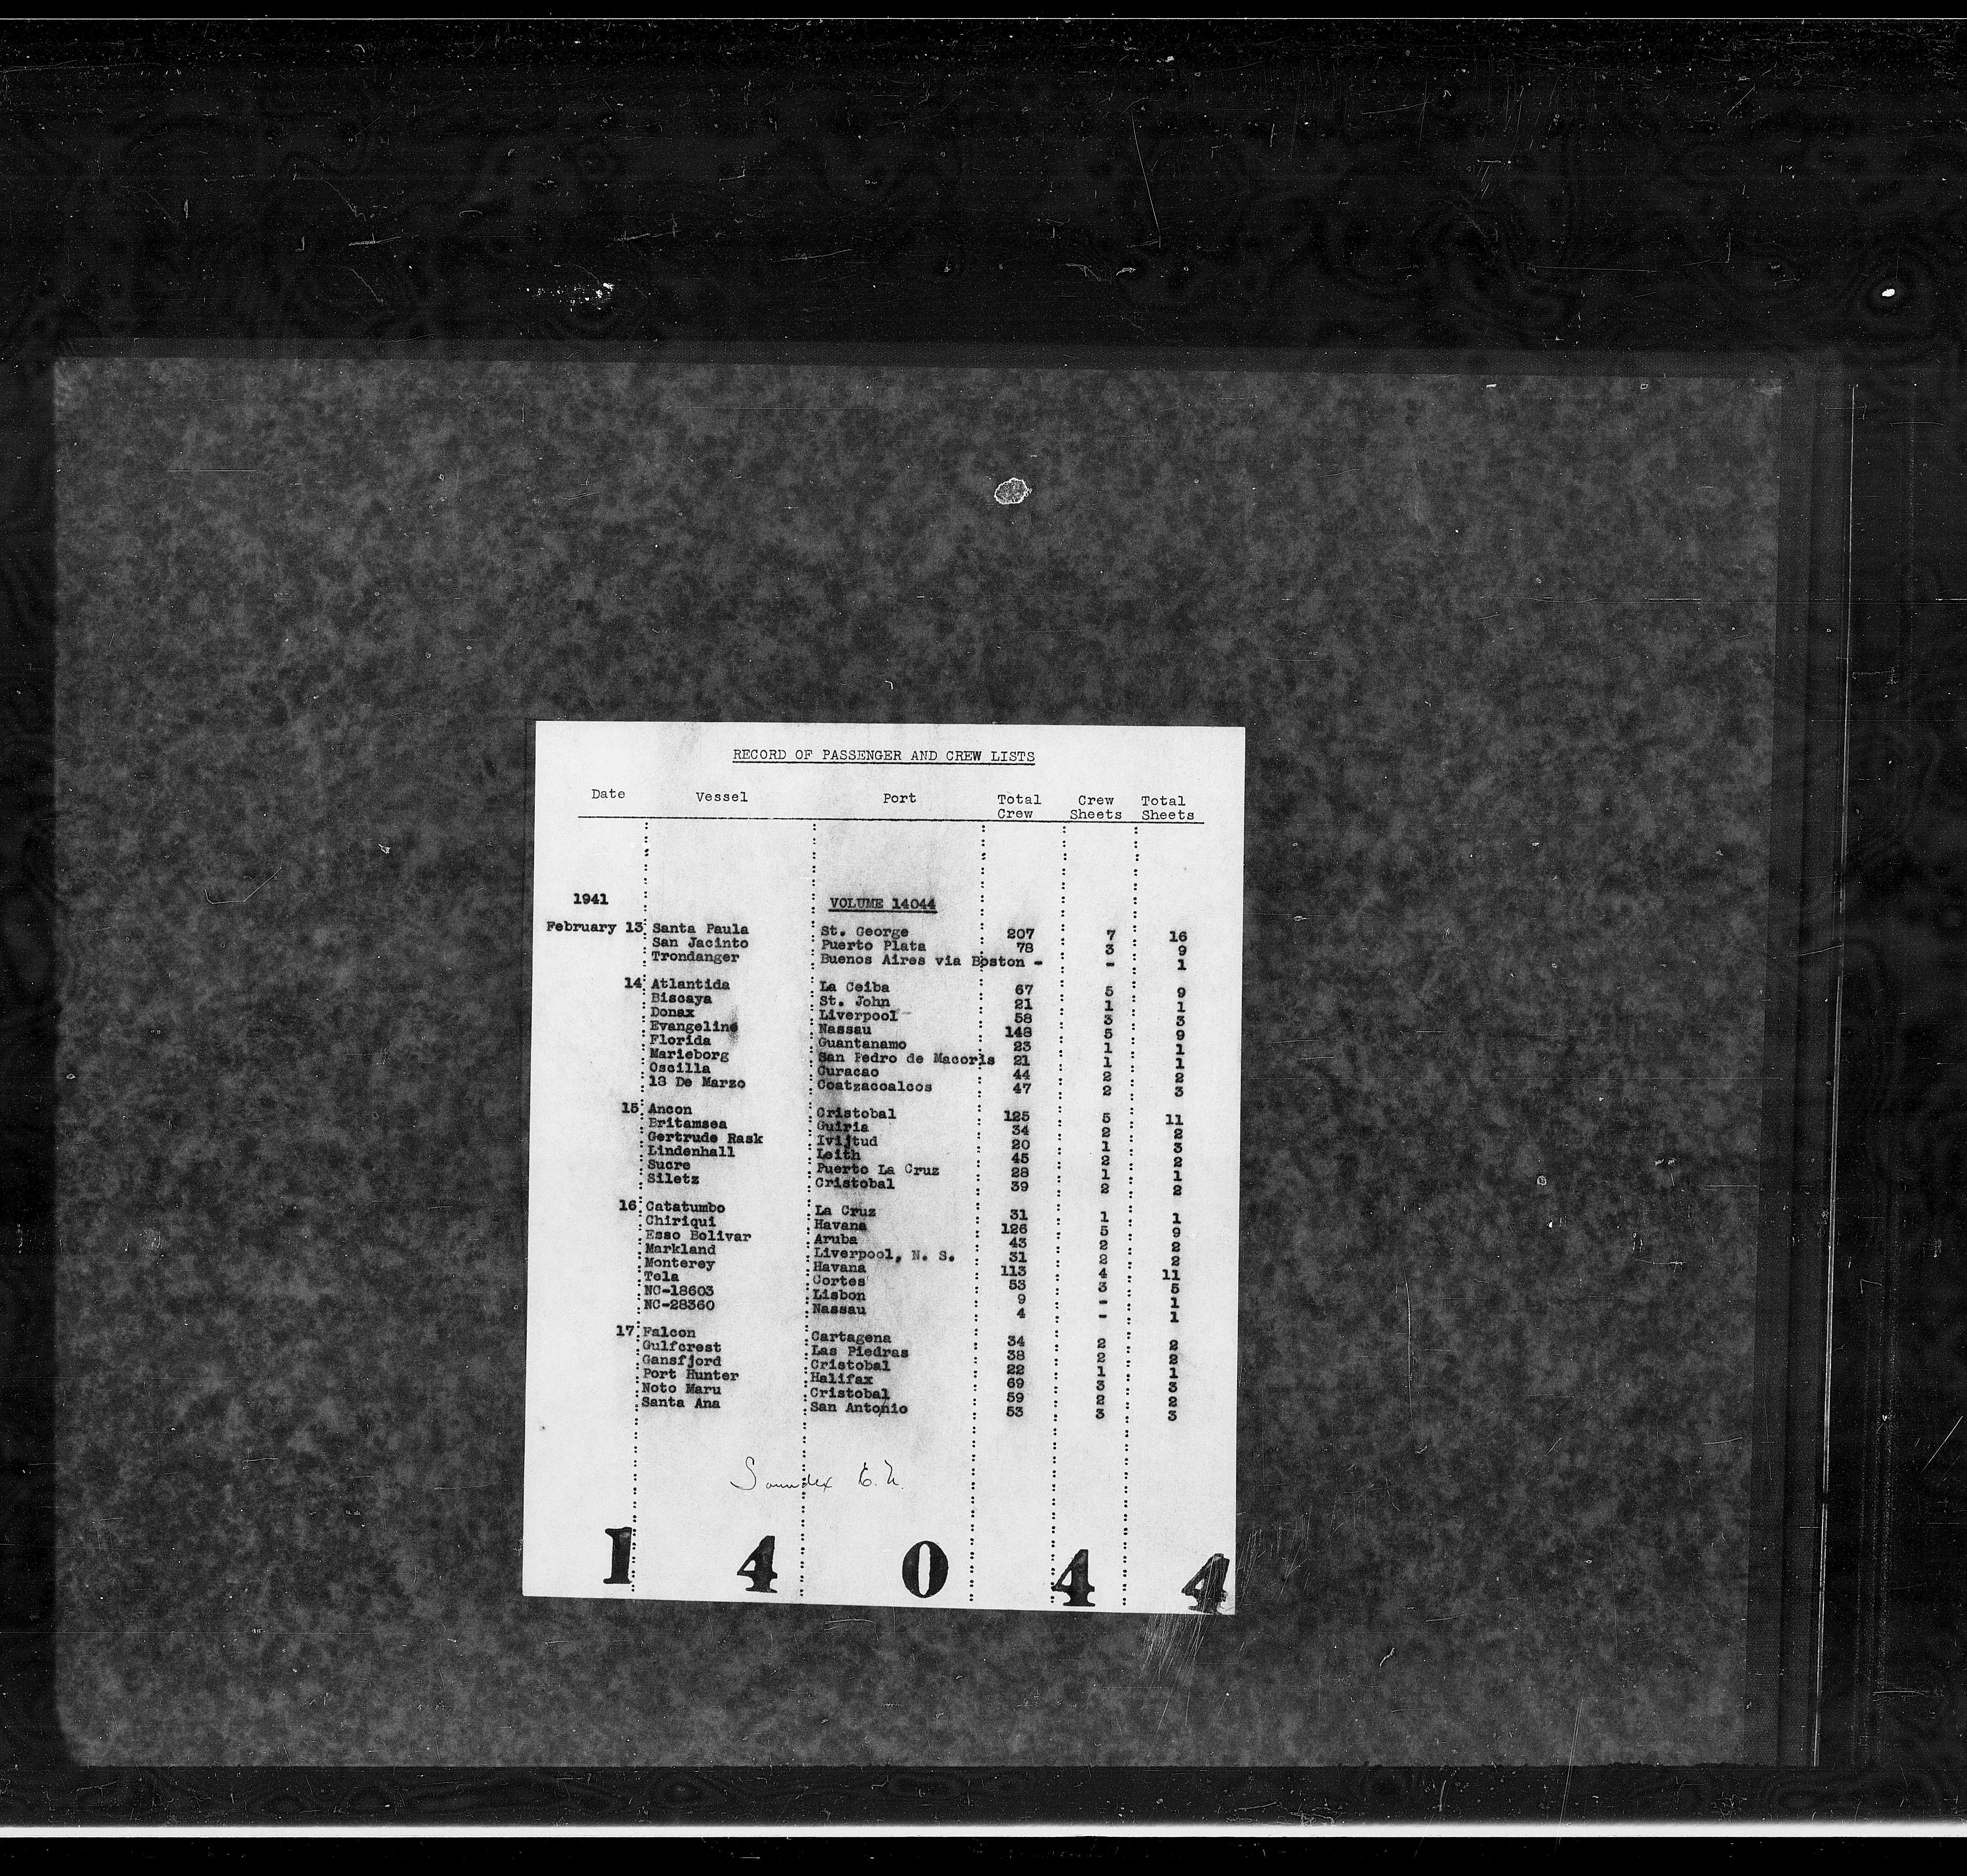 RECORD OF PASSENGER AND CREW LISTS
Date Vessel Port Total Crew Crew Sheets Total Sheets
1941 VOLUME 14044
February 13 Santa Paula St. George 207 7 16
San Jacinto Puerto Plata 78 3 9
Trondanger Buenos Aires via Boston - - 1
14 Atlantida La Ceiba 67 5 9
Biscaya St. John 21 1 1
Donax Liverpool 58 3 3
Evangeline Nassau 148 5 9
Florida Guantanamo 23 1 1
Marieborg San Pedro de Macoris 21 1 1
Oscilla Curacao 44 2 2
13 De Marzo Coatzacoalcos 47 2 3
15 Ancon Cristobal 125 5 11
Britamsea Guiria 34 2 2
Gertrude Rask Ivijtud 20 1 3
Lindenhall Leith 45 2 2
Sucre Puerto La Cruz 28 1 1
Siletz Cristobal 39 2 2
16 Catatumbo La Cruz 31 1 1
Chiriqui Havana 126 5 9
Esso Bolivar Aruba 43 2 2
Markland Liverpool, N. S. 31 2 2
Monterey Havana 113 4 11
Tela Cortes 53 3 5
NC-18603 Lisbon 9 - 1
NC-28360 Nassau 4 - 1
17 Falcon Cartagena 34 2 2
Gulfcrest Las Piedras 38 2 2
Gansfjord Cristobal 22 1 1
Port Hunter Halifax 69 3 3
Noto Maru Cristobal 59 2 2
Santa Ana San Antonio 53 3 3
Soundex
1 4 0 4 4